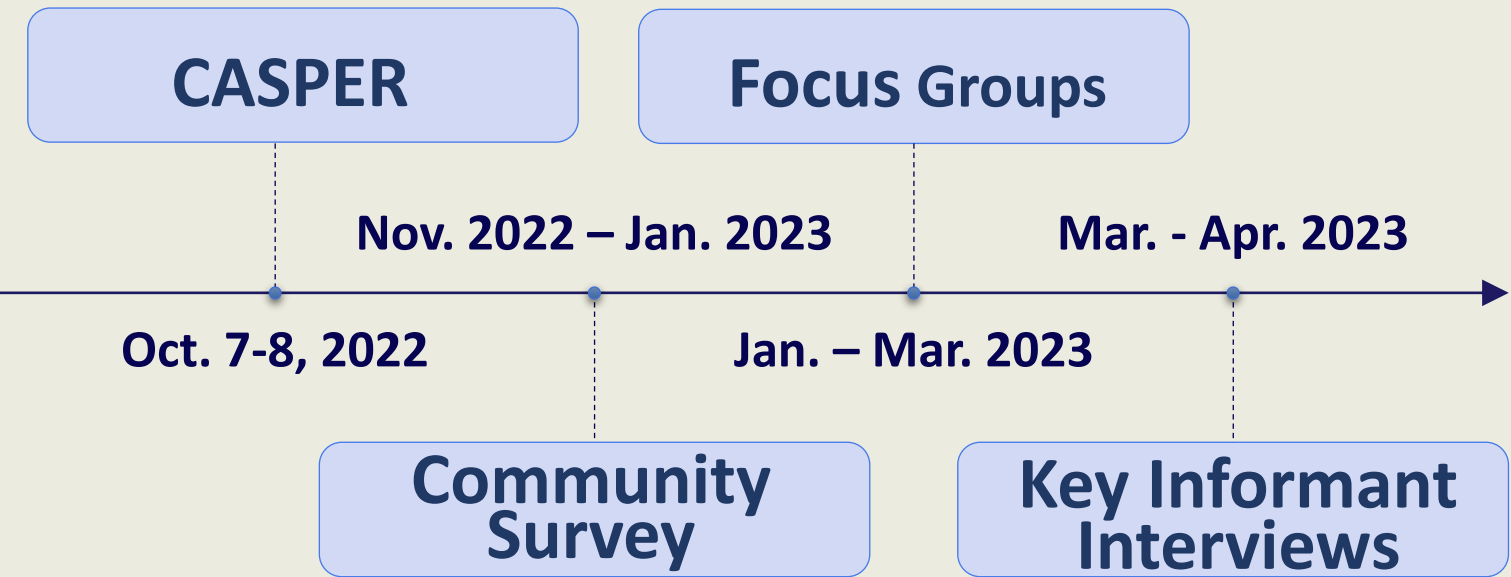 CASPER
Focus Groups
Nov. 2022 – Jan. 2023
Mar. - Apr. 2023
Oct. 7-8, 2022
Jan. – Mar. 2023
Community
Survey
Key Informant
Interviews